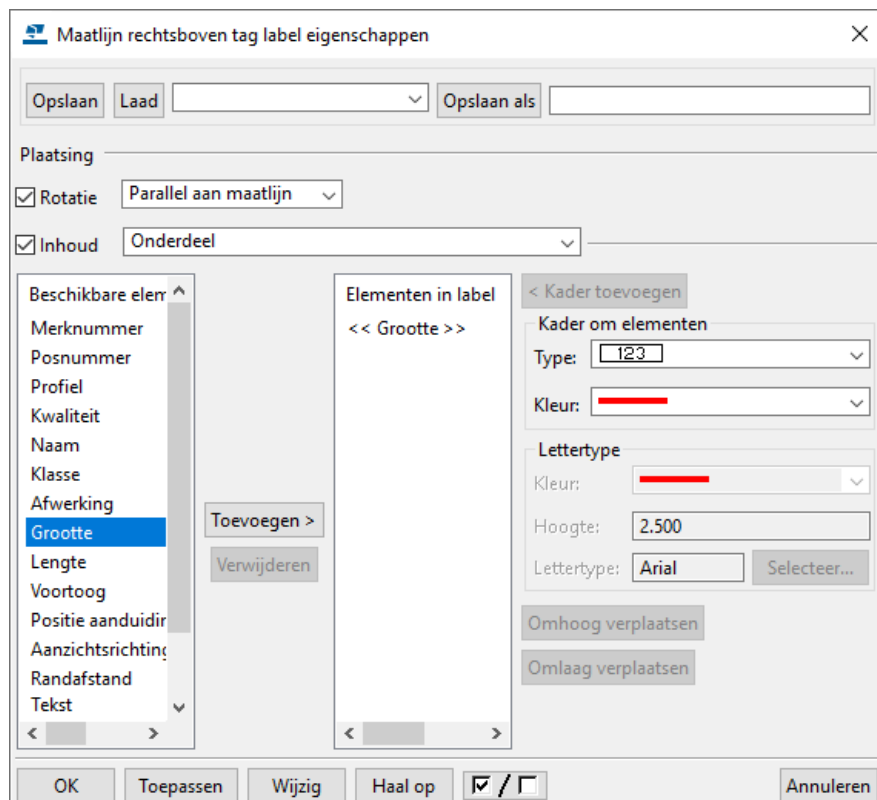 Maatlijn rechtsboven tag label eigenschappen
Opslaan Laad Opslaan als
Plaatsing
Rotatie Parallel aan maatlijn
Inhoud Onderdeel
Beschikbare elem
Merknummer
Posnummer
Profiel
Kwaliteit
Naam
Klasse
Afwerking
Grootte
Lengte
Voortoog
Positie aanduidin
Aanzichtsrichting
Randafstand
Tekst
Toevoegen >
Verwijderen
Elementen in label
<< Grootte >>
< Kader toevoegen
Kader om elementen
Type: 123
Kleur:
Lettertype
Kleur:
Hoogte: 2.500
Lettertype: Arial Selecteer...
Omhoog verplaatsen
Omlaag verplaatsen
OK Toepassen Wijzig Haal op / Annuleren